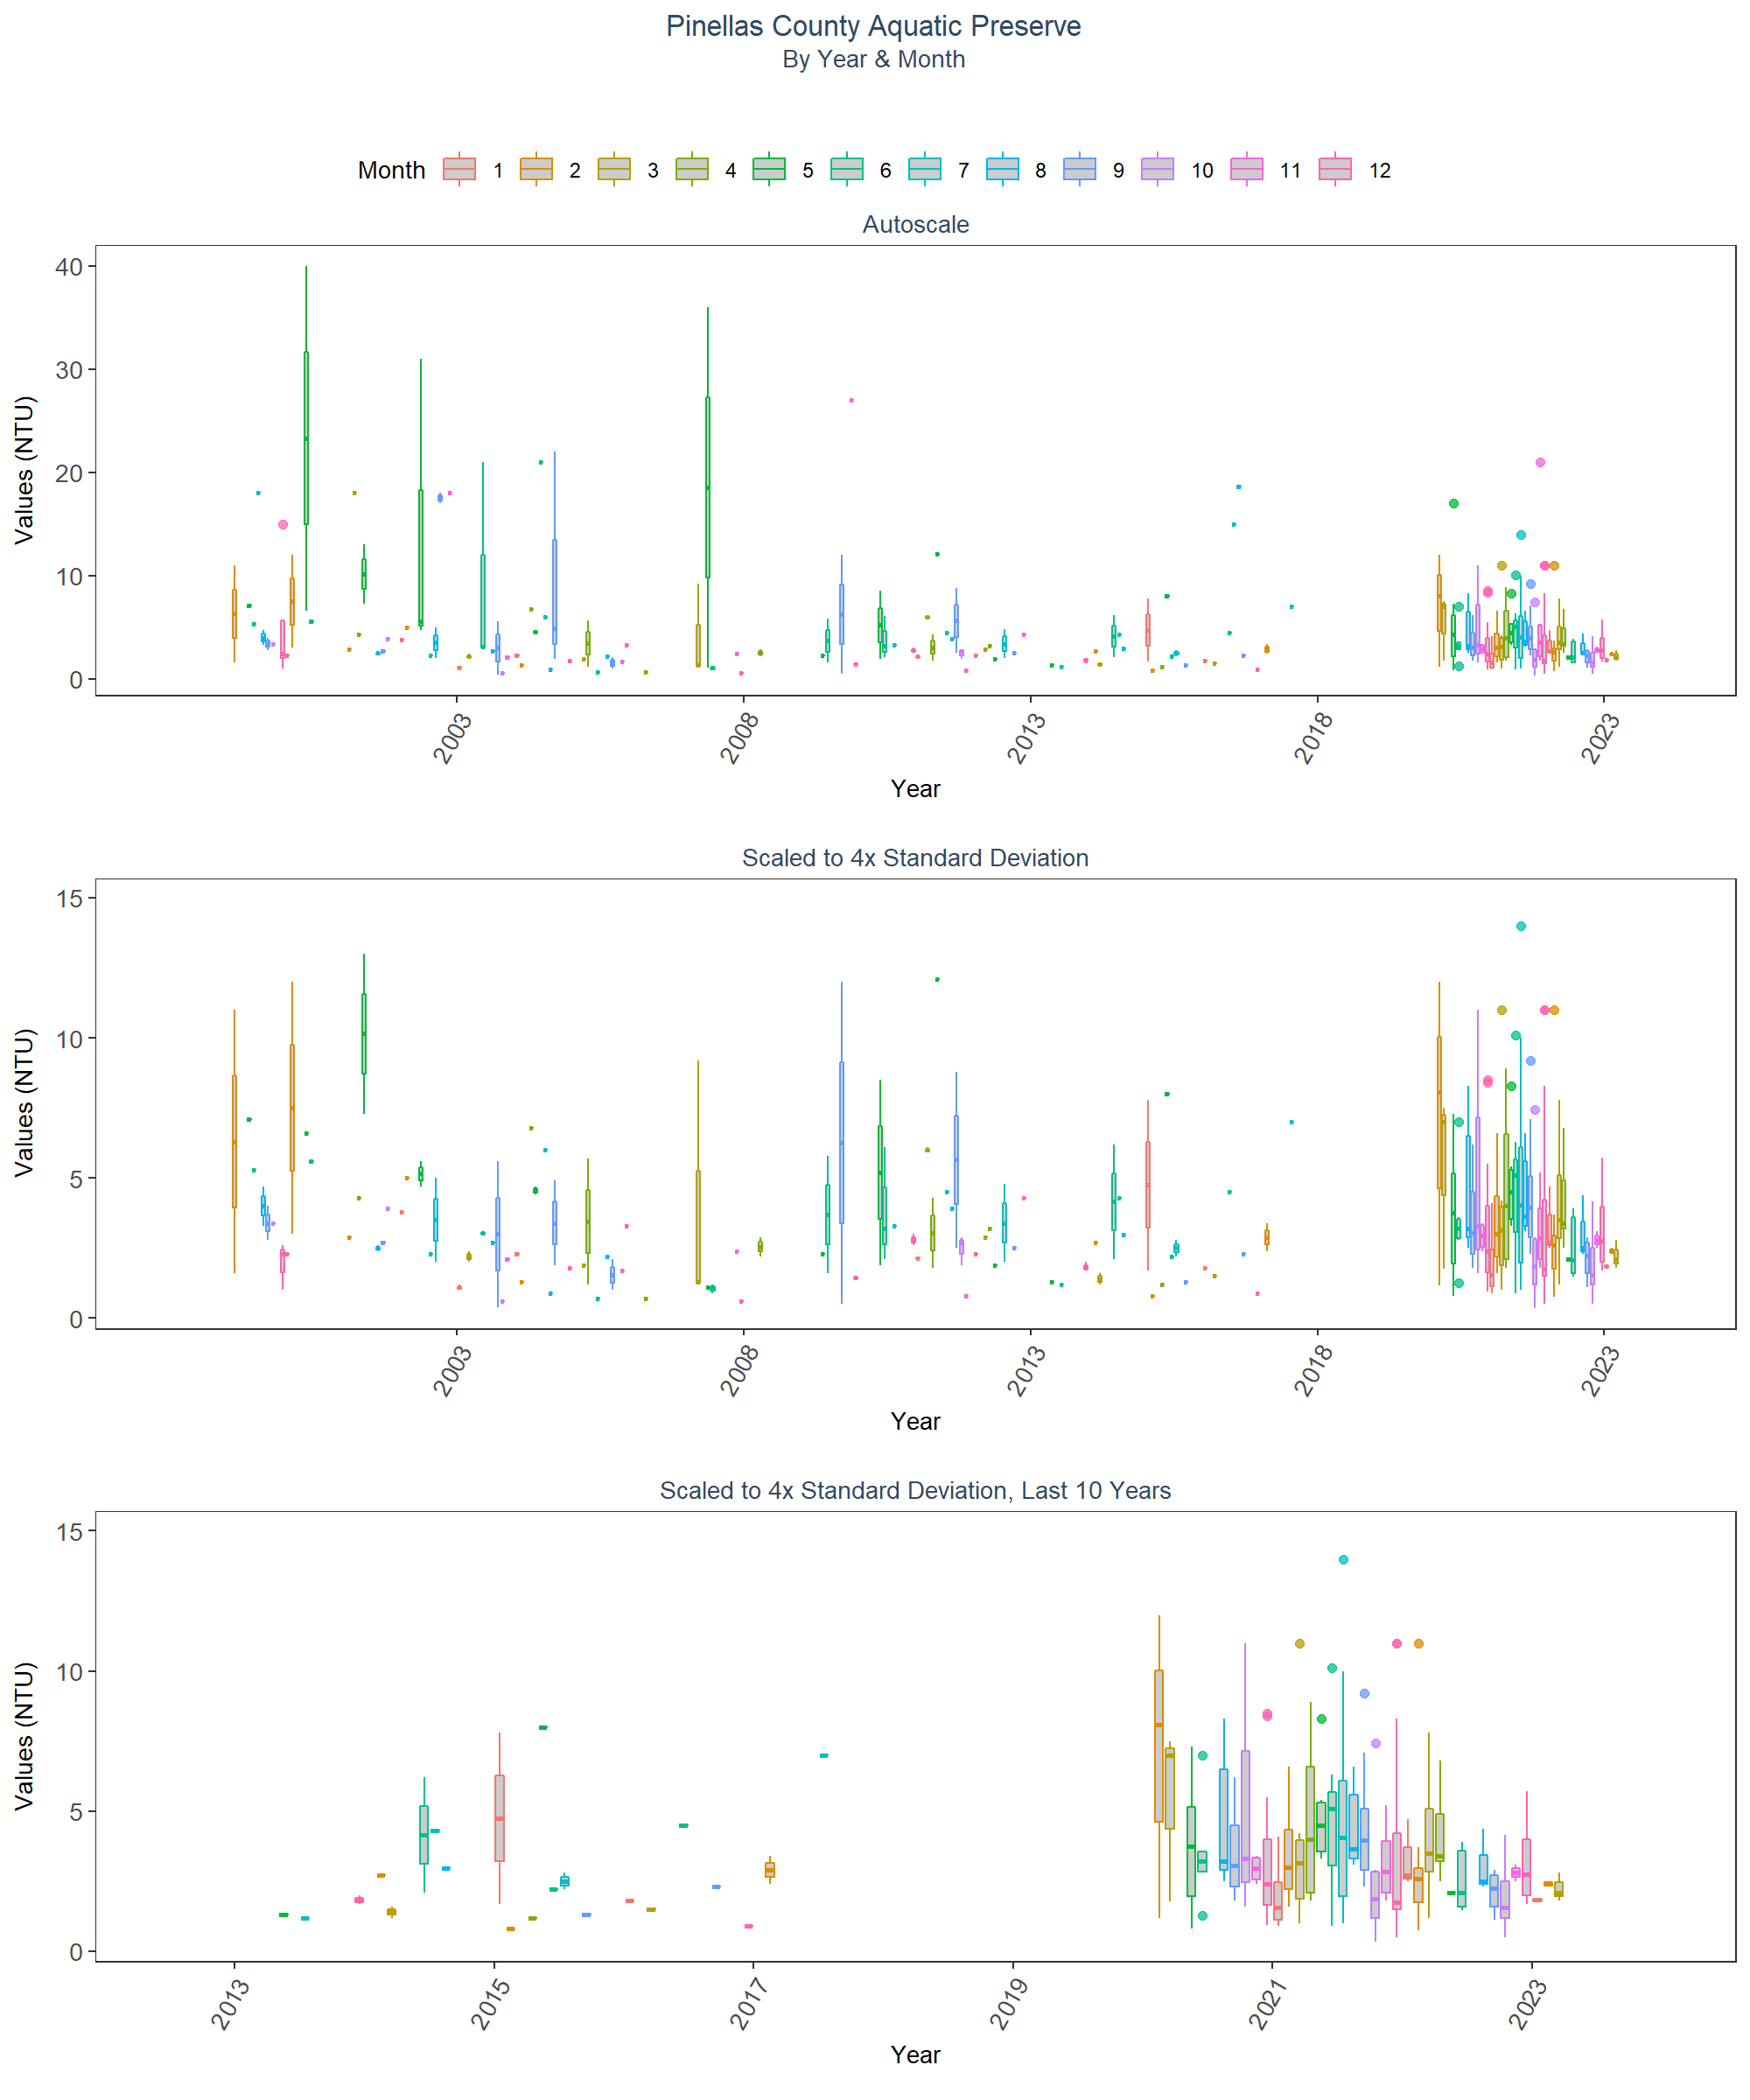 Pinellas County Aquatic Preserve
By Year & Month
Month 1 2 3 4 5 6 7 8 9 10 11 12
Autoscale
Values (NTU)
40
30
20
10
0
2003 2008 2013 2018 2023
Year
Scaled to 4x Standard Deviation
Values (NTU)
15
10
5
0
2003 2008 2013 2018 2023
Year
Scaled to 4x Standard Deviation, Last 10 Years
Values (NTU)
15
10
5
0
2013 2015 2017 2019 2021 2023
Year